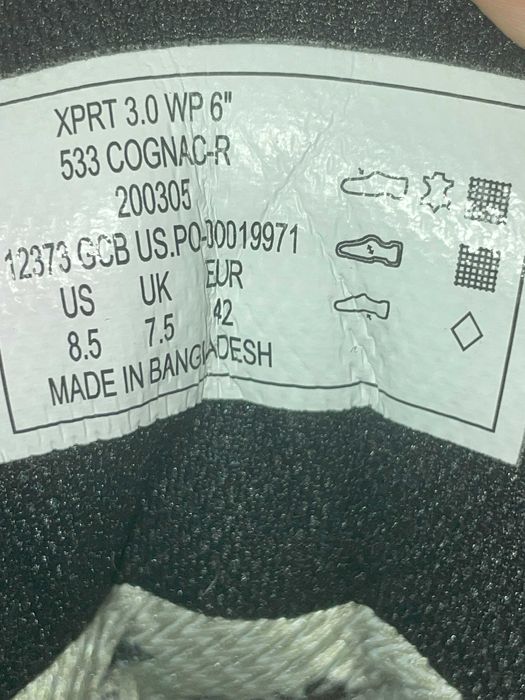 XPRT 3.0 WP 6"
533 COGNAC-R
200305
12373 GCB US.PO-00019971
US UK EUR
8.5 7.5 42
MADE IN BANGLADESH